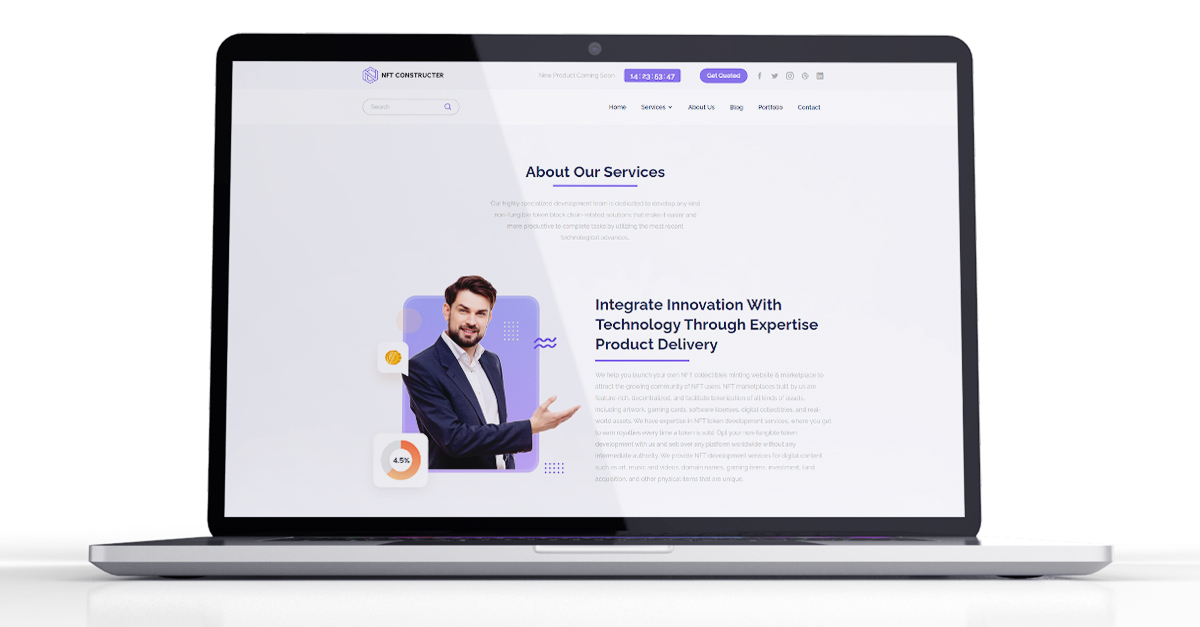 NFT CONSTRUCTER
New Product Coming Soon
14 : 23 : 53 : 47
Get Quoted
Search
Home
Services
About Us
Blog
Portfolio
Contact
About Our Services
Our highly specialized development team is dedicated to develop any kind
non-fungible token block chain-related solutions that make it easier and
more productive to complete tasks by utilizing the most recent
technological advances.
4.5%
Integrate Innovation With
Technology Through Expertise
Product Delivery
We help you launch your own NFT collectibles minting website & marketplace to
attract the growing community of NFT users. NFT marketplaces built by us are
feature-rich, decentralized, and facilitate tokenization of all kinds of assets,
including artwork, gaming cards, software licenses, digital collectibles, and real-
world assets. We have expertise in NFT token development services, where you get
to earn royalties every time a token is sold. Opt your non-fungible token
development with us and sell over any platform worldwide without any
intermediate authority. We provide NFT development services for digital content
such as art, music and videos, domain names, gaming items, investment, land
acquisition, and other physical items that are unique.